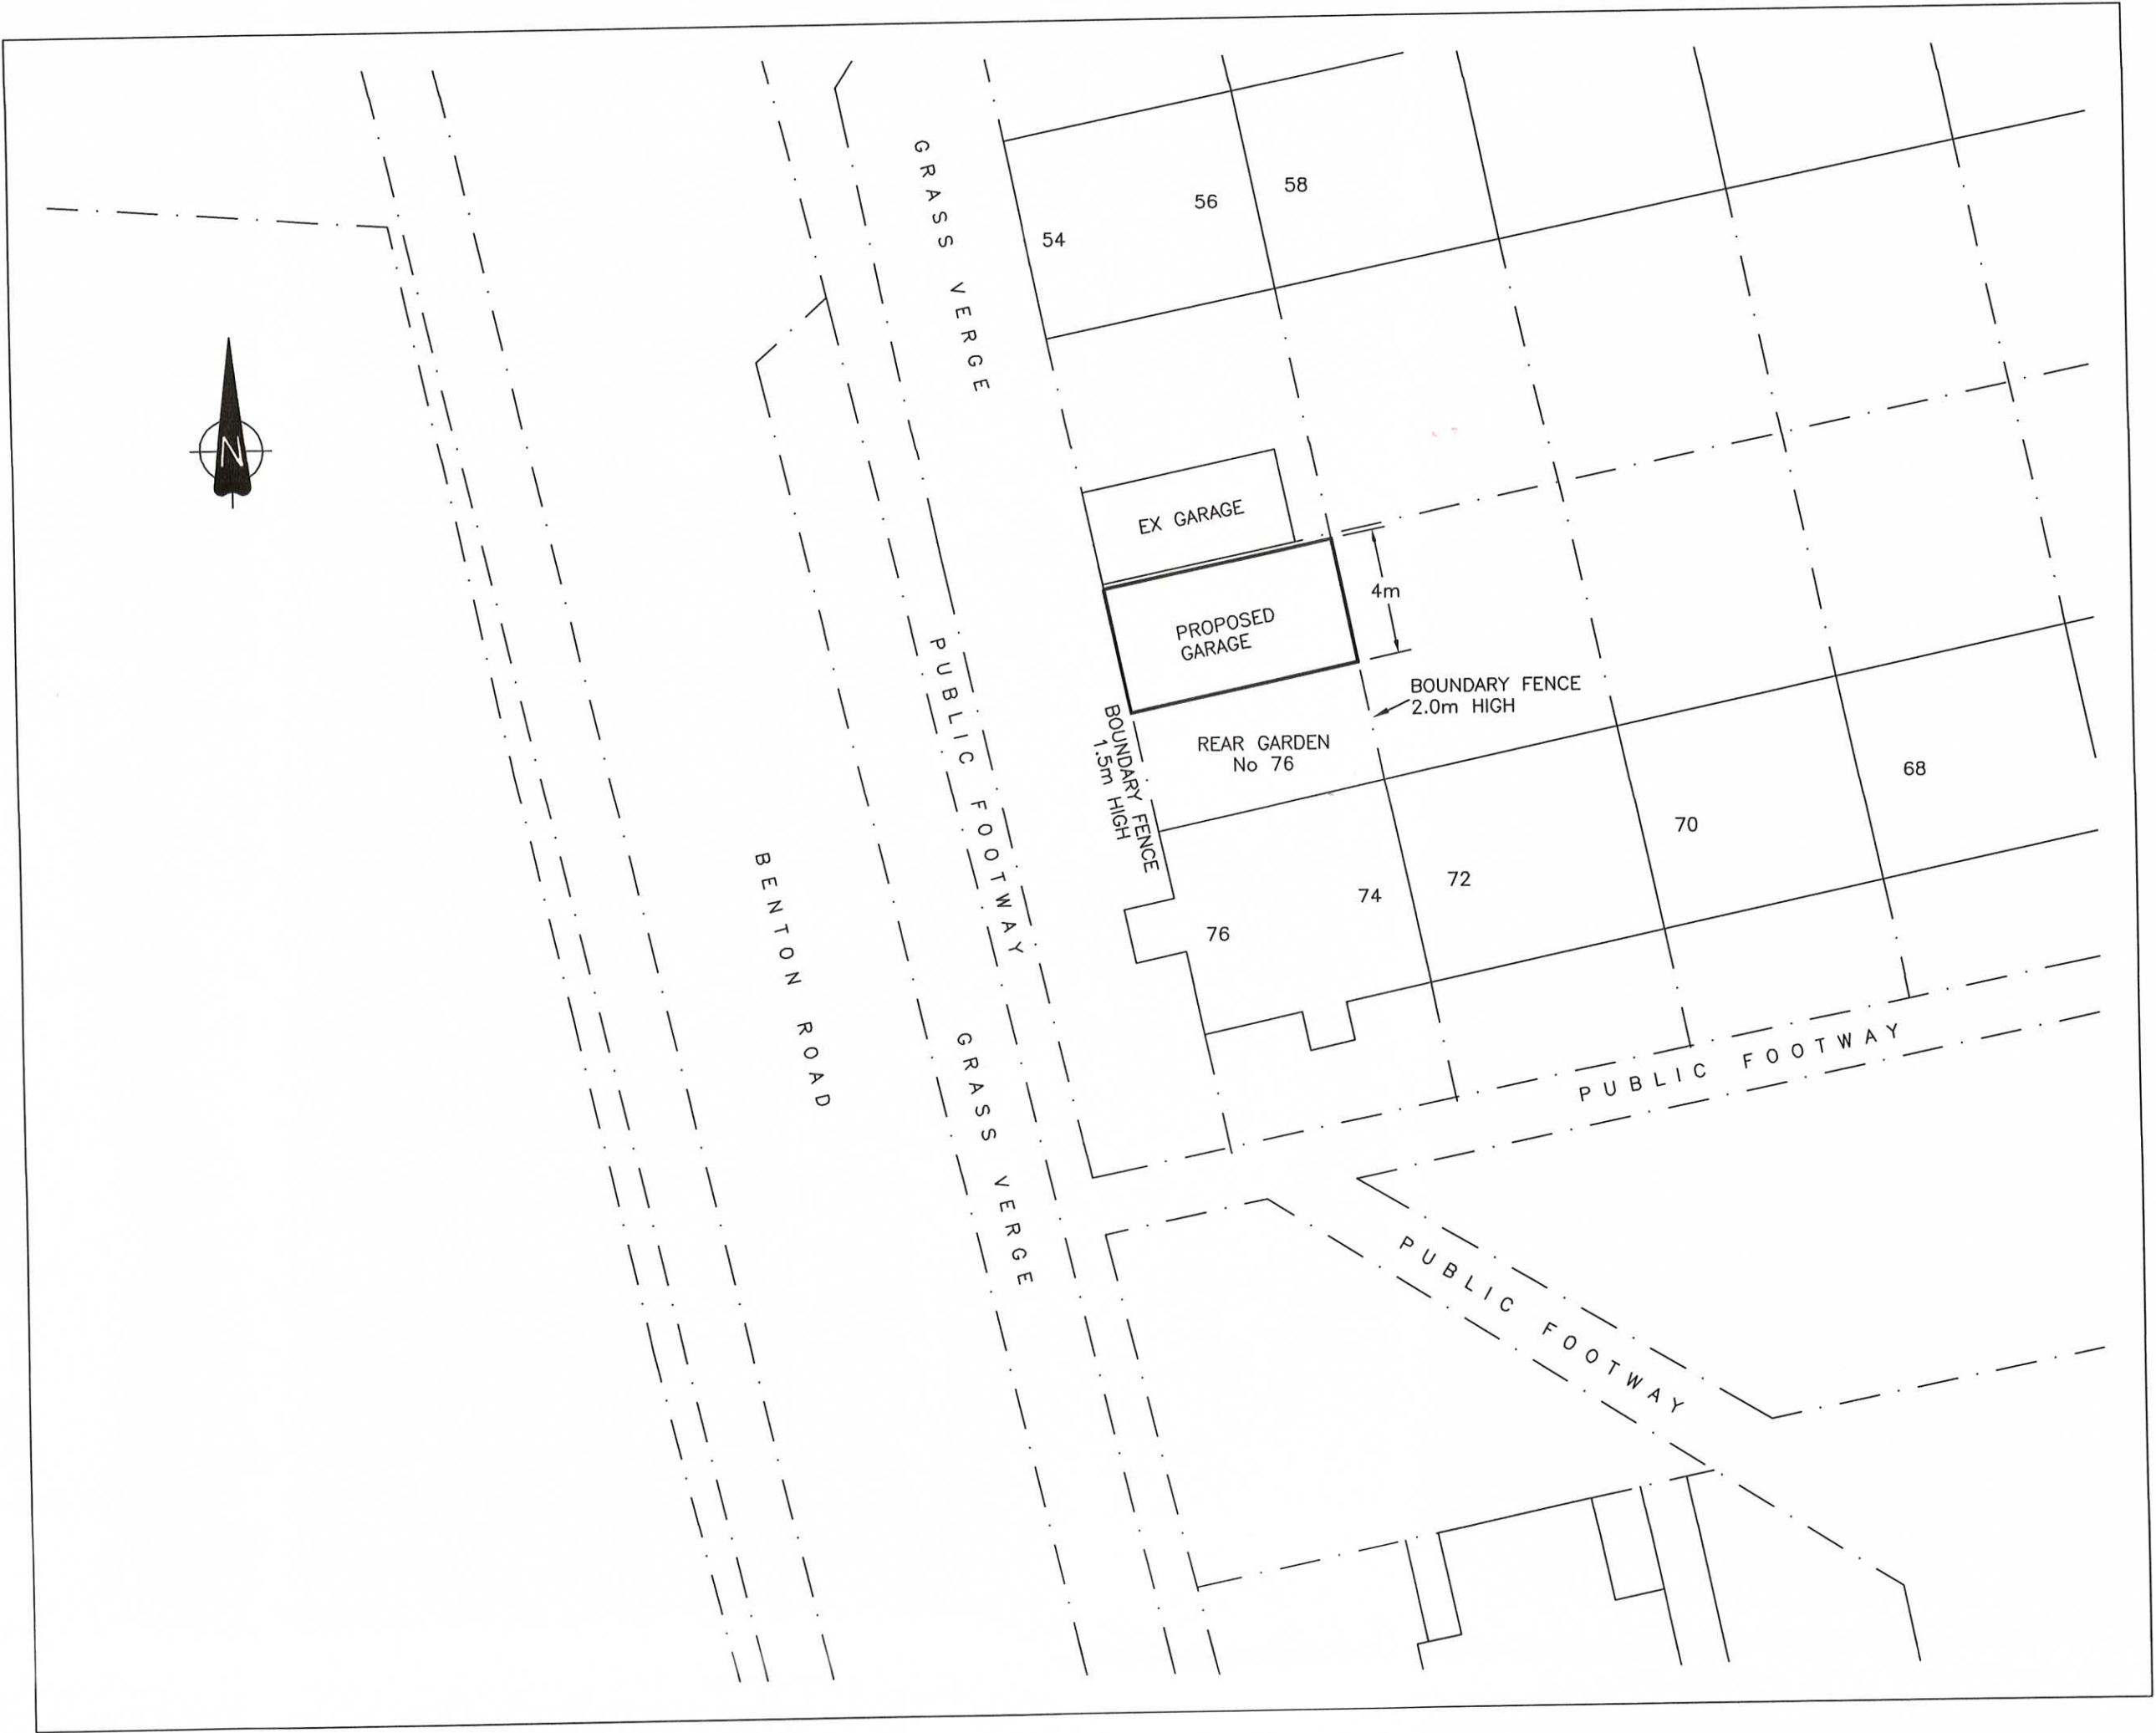 GRASS VERGE
56
58
54
N
EX GARAGE
4m
PROPOSED
GARAGE
PUBLIC FOOTWAY
BOUNDARY FENCE
2.0m HIGH
BOUNDARY FENCE
1.5m HIGH
REAR GARDEN
No 76
68
70
72
74
76
BENTON ROAD
GRASS VERGE
PUBLIC FOOTWAY
PUBLIC FOOTWAY